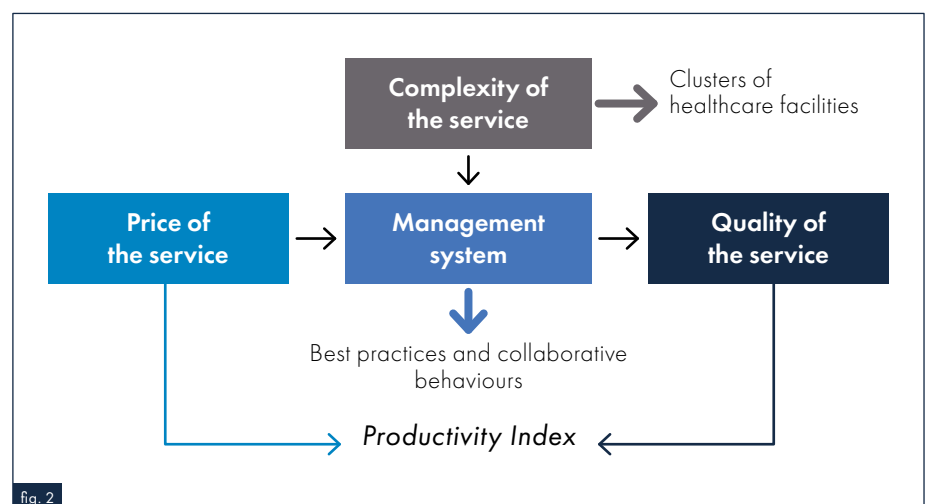 Complexity of
the service
Clusters of
healthcare facilities
Price of
the service
Management
system
Quality of
the service
Best practices and collaborative
behaviours
Productivity Index
fig. 2